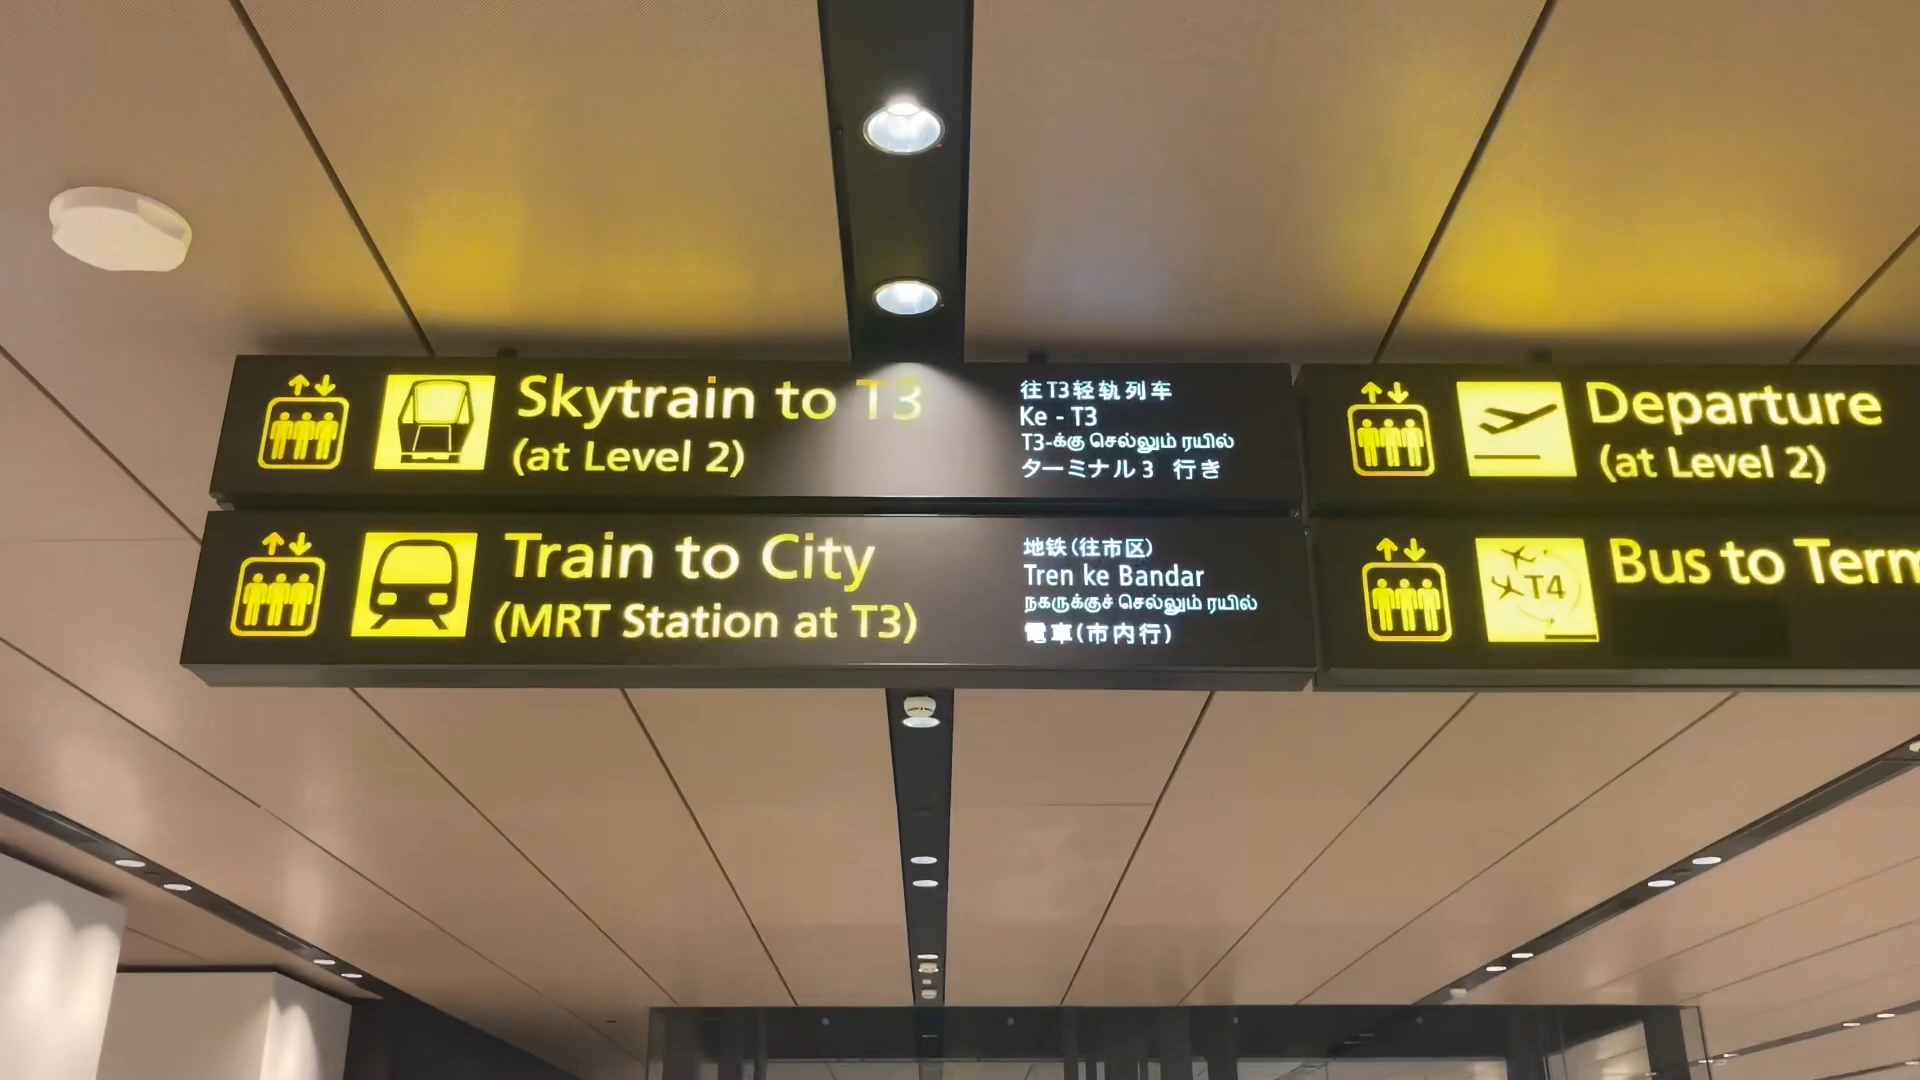 Skytrain to T3
(at Level 2)
往T3轻轨列车
Ke - T3
T3-க்கு செல்லும் ரயில்
ターミナル3 行き
Train to City
(MRT Station at T3)
地铁(往市区)
Tren ke Bandar
நகருக்குச் செல்லும் ரயில்
電車(市内行)
Departure
(at Level 2)
Bus to Term
T4